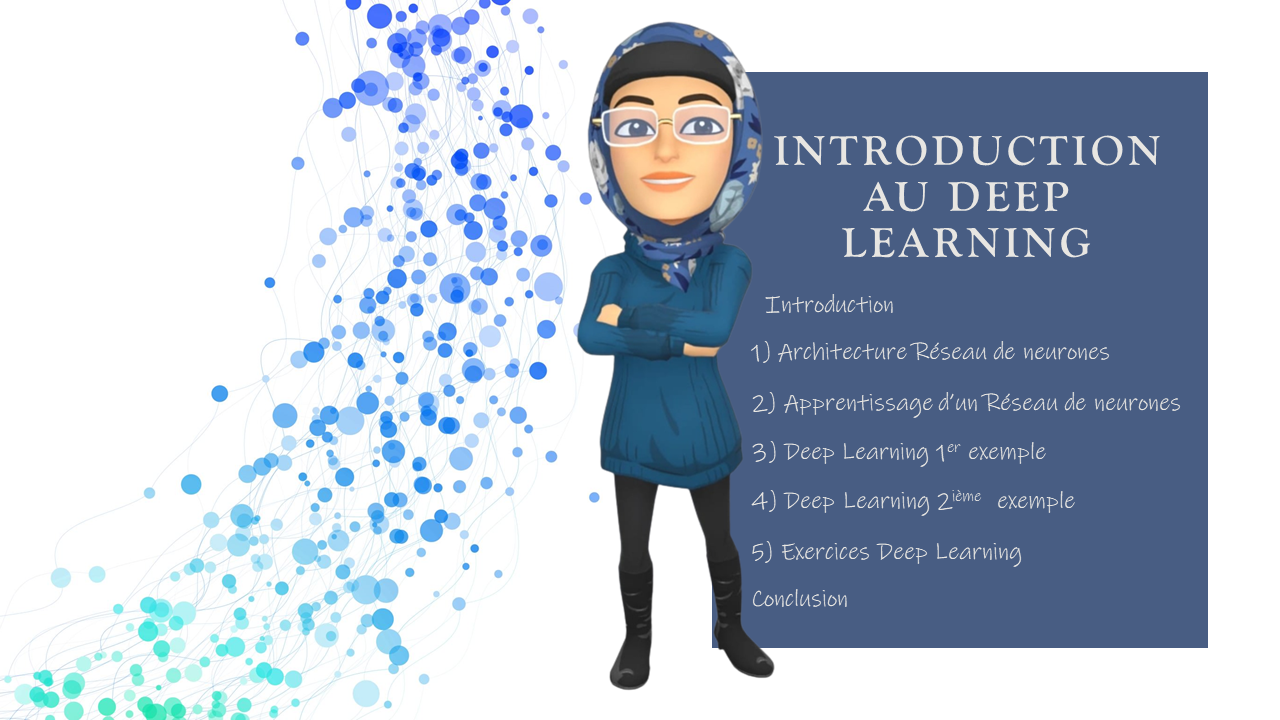 INTRODUCTION
AU DEEP
LEARNING
Introduction
1) Architecture Réseau de neurones
2) Apprentissage d'un Réseau de neurones
3) Deep Learning 1er exemple
4) Deep Learning 2ième exemple
5) Exercices Deep Learning
Conclusion